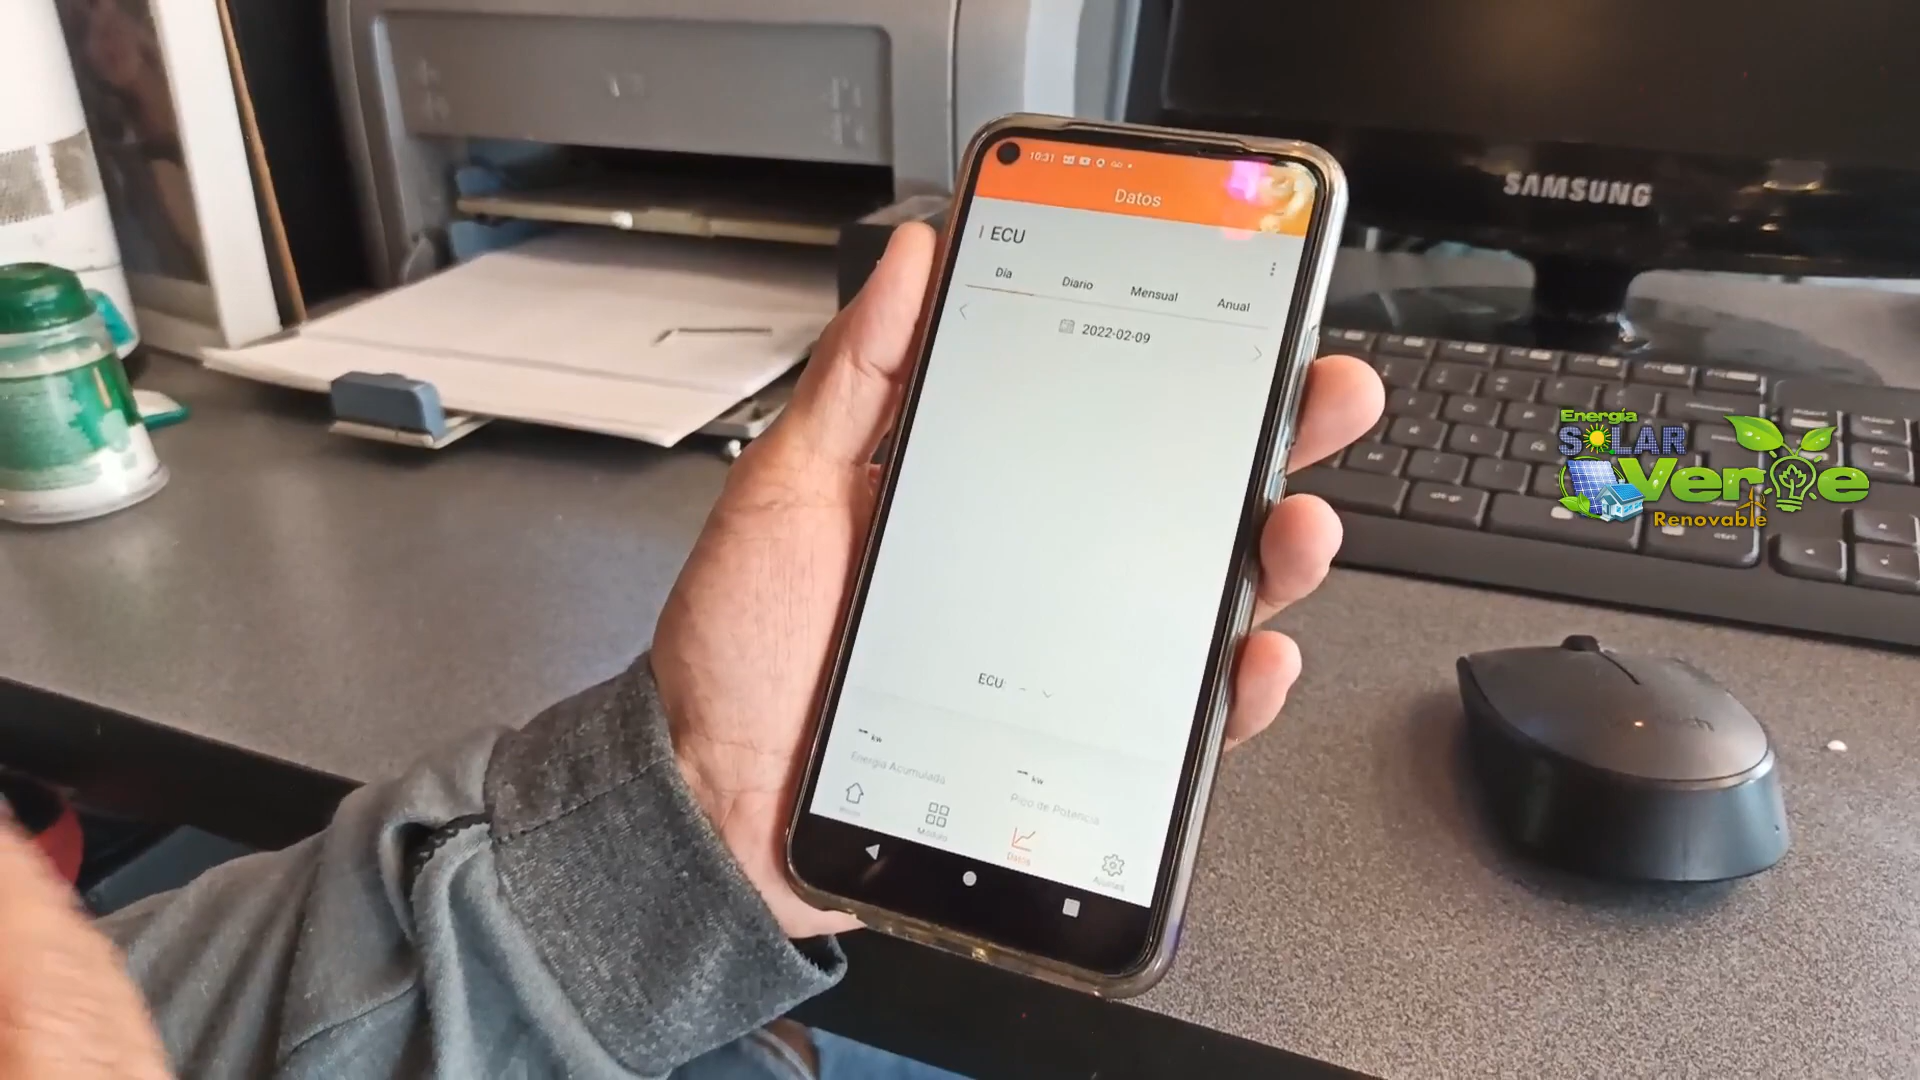 10:31
Datos
ECU
Día
Diario
Mensual
Anual
2022-02-09
ECU: -
-- kw
Energía Acumulada
-- kw
Pico de Potencia
Módulo
Datos
Ajustes
SAMSUNG
Energía
SOLAR
Verde
Renovable